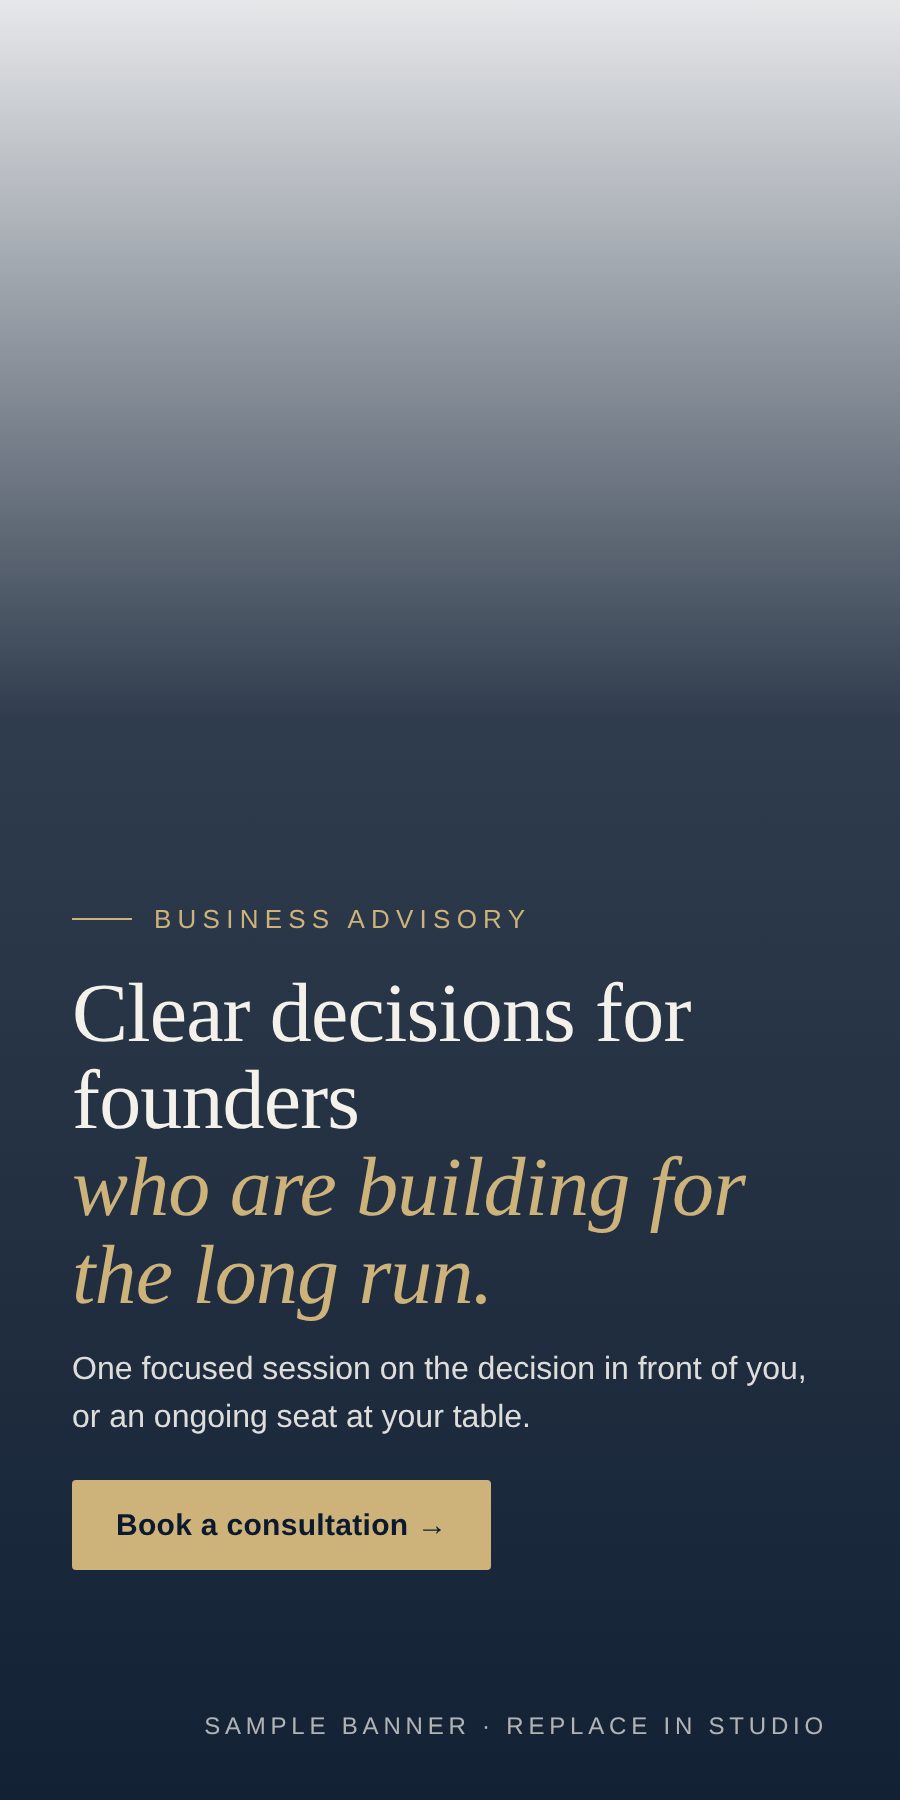 BUSINESS ADVISORY
Clear decisions for
founders
who are building for
the long run.
One focused session on the decision in front of you,
or an ongoing seat at your table.
Book a consultation →
SAMPLE BANNER · REPLACE IN STUDIO